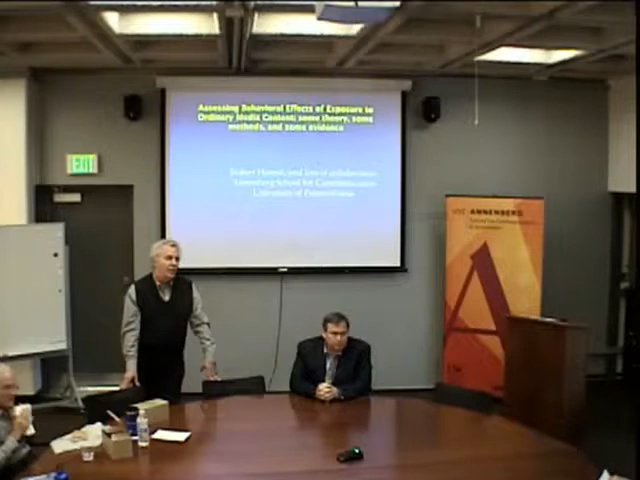 Assessing Behavioral Effects of Exposure to
Ordinary Media Content: some theory, some
methods, and some evidence
Robert Hornik, and lots of collaborators
Annenberg School for Communication
University of Pennsylvania
EXIT
USC ANNENBERG
A